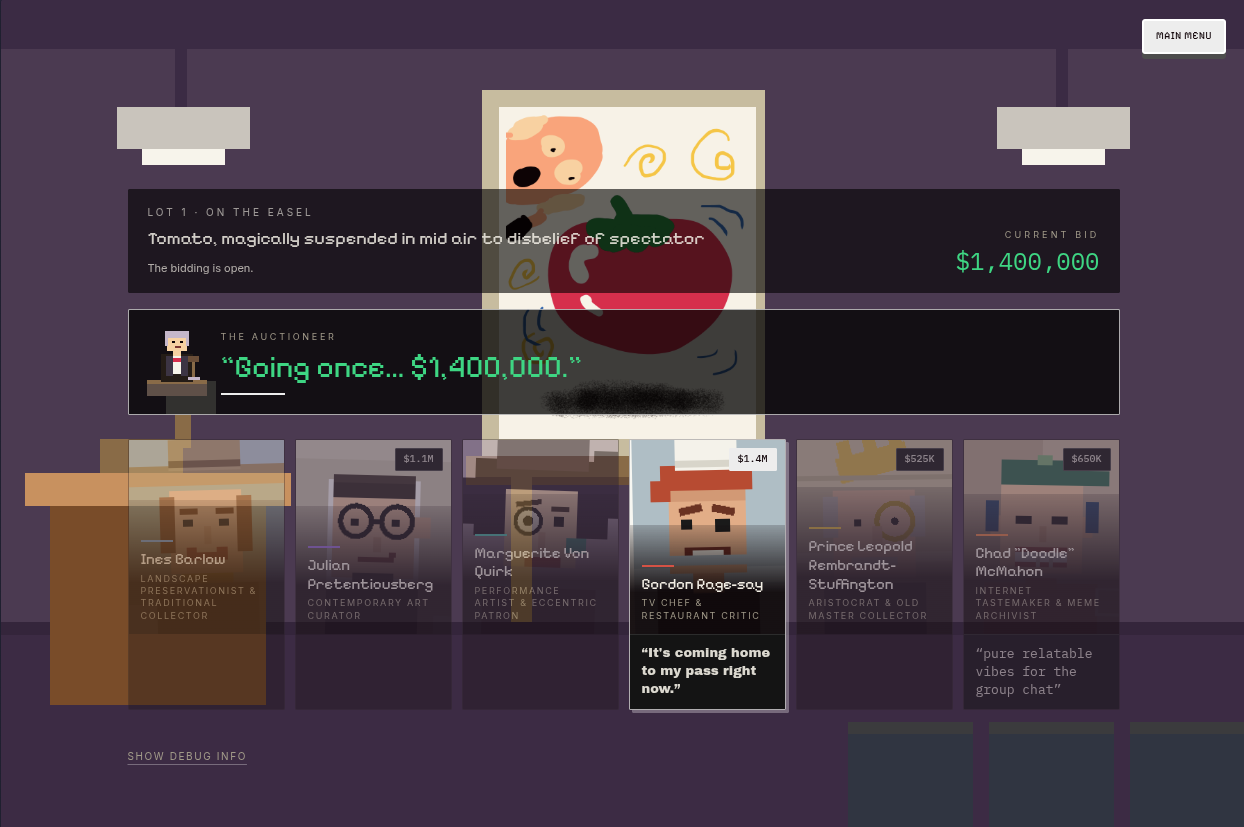 MAIN MENU
LOT 1 · ON THE EASEL
Tomato, magically suspended in mid air to disbelief of spectator
The bidding is open.
CURRENT BID
$1,400,000
THE AUCTIONEER
“Going once... $1,400,000.”
Ines Barlow
LANDSCAPE
PRESERVATIONIST &
TRADITIONAL
COLLECTOR
$1.1M
Julian
Pretentiousberg
CONTEMPORARY ART
CURATOR
Marguerite Von
Quirk
PERFORMANCE
ARTIST & ECCENTRIC
PATRON
$1.4M
Gordon Rage-say
TV CHEF &
RESTAURANT CRITIC
“It's coming home
to my pass right
now.”
$525K
Prince Leopold
Rembrandt-
Stuffington
ARISTOCRAT & OLD
MASTER COLLECTOR
$650K
Chad “Doodle”
McMahon
INTERNET
TASTEMAKER & MEME
ARCHIVIST
“pure relatable
vibes for the
group chat”
SHOW DEBUG INFO